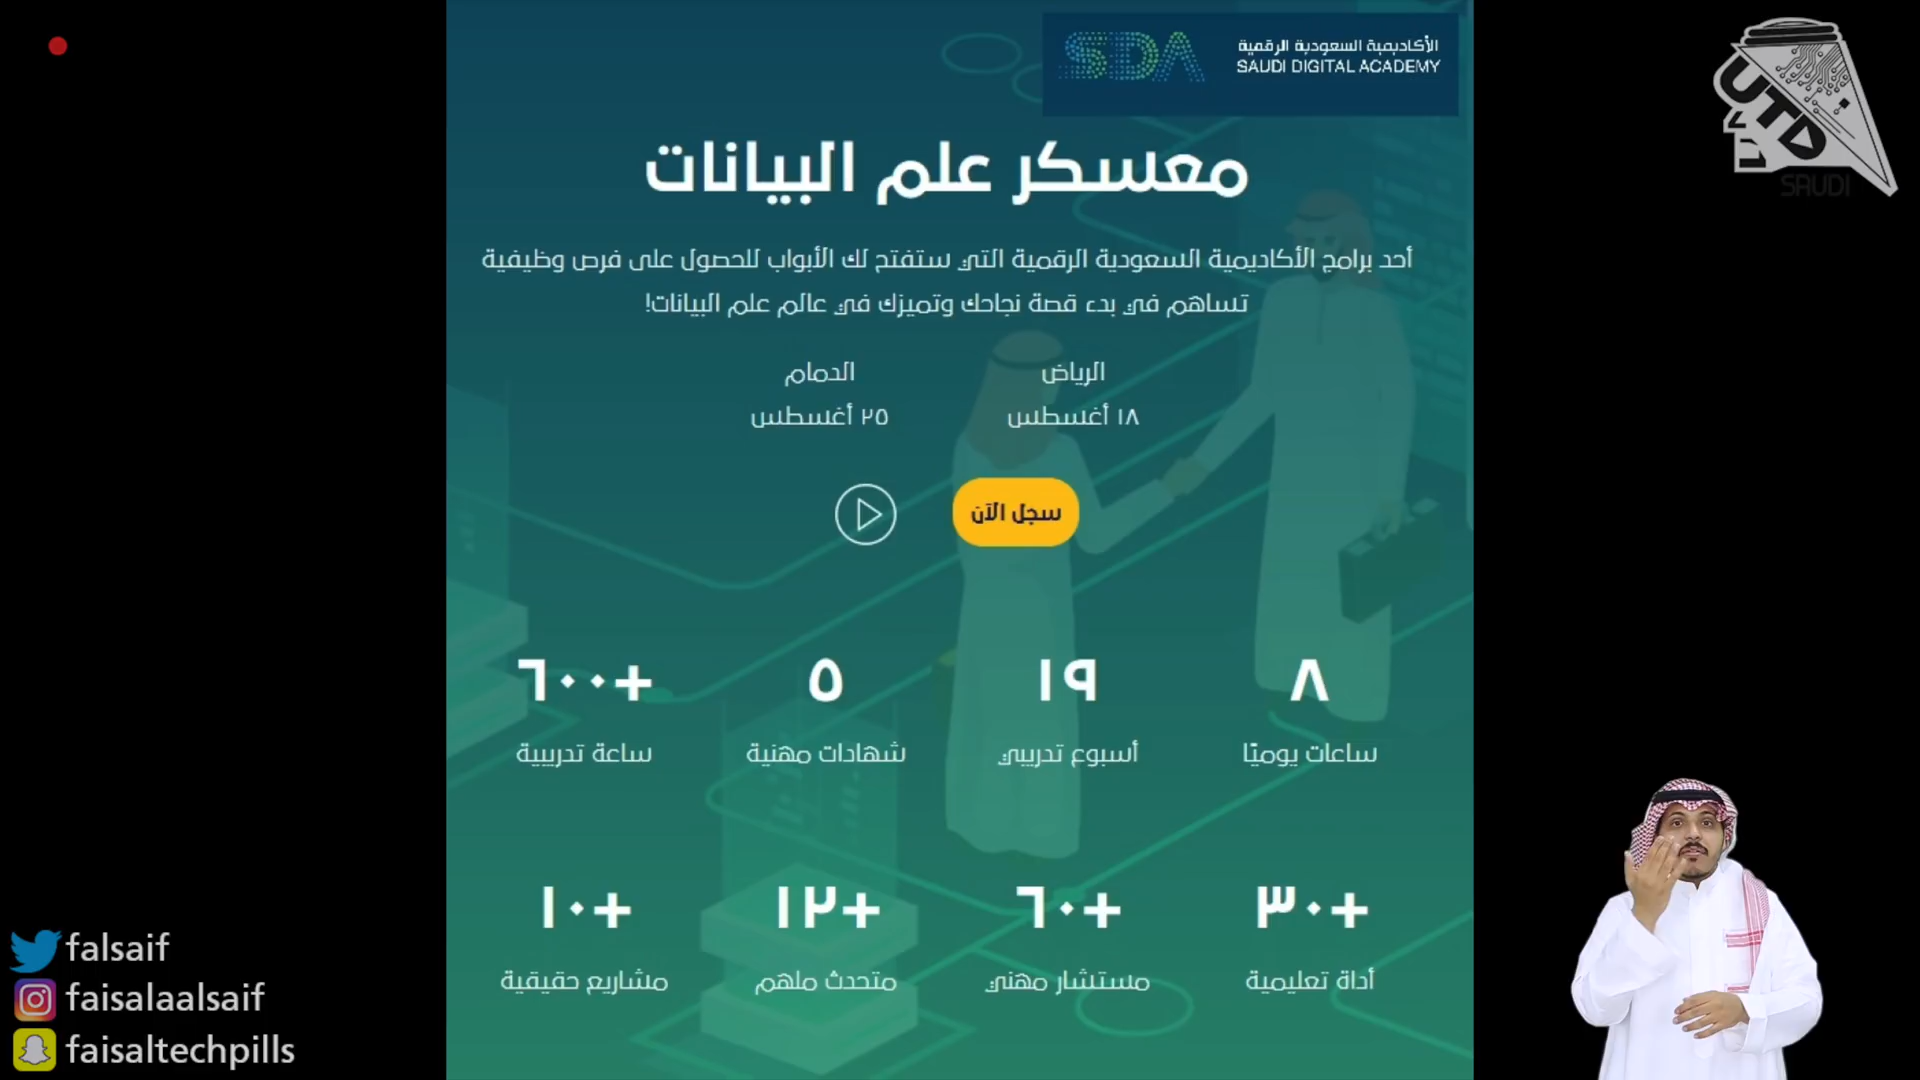 الأكاديمية السعودية الرقمية
SDA
SAUDI DIGITAL ACADEMY
UTD
SAUDI
معسكر علم البيانات
أحد برامج الأكاديمية السعودية الرقمية التي ستفتح لك الأبواب للحصول على فرص وظيفية
تساهم في بدء قصة نجاحك وتميزك في عالم علم البيانات!
الرياض
١٨ أغسطس
الدمام
٢٥ أغسطس
سجل الآن
٨
ساعات يوميًا
١٩
أسبوع تدريبي
٥
شهادات مهنية
+٦٠٠
ساعة تدريبية
+٣٠
أداة تعليمية
+٦٠
مستشار مهني
+١٢
متحدث ملهم
+١٠
مشاريع حقيقية
falsaif
faisalaalsaif
faisaltechpills